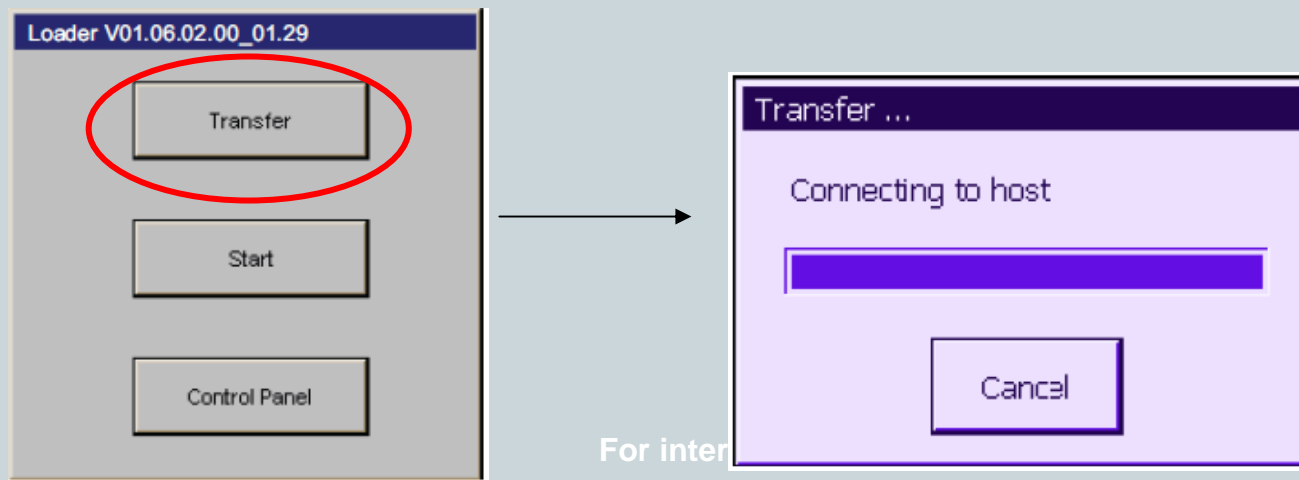 Loader V01.06.02.00_01.29
Transfer
Start
Control Panel
Transfer ...
Connecting to host
Cancel
For inter